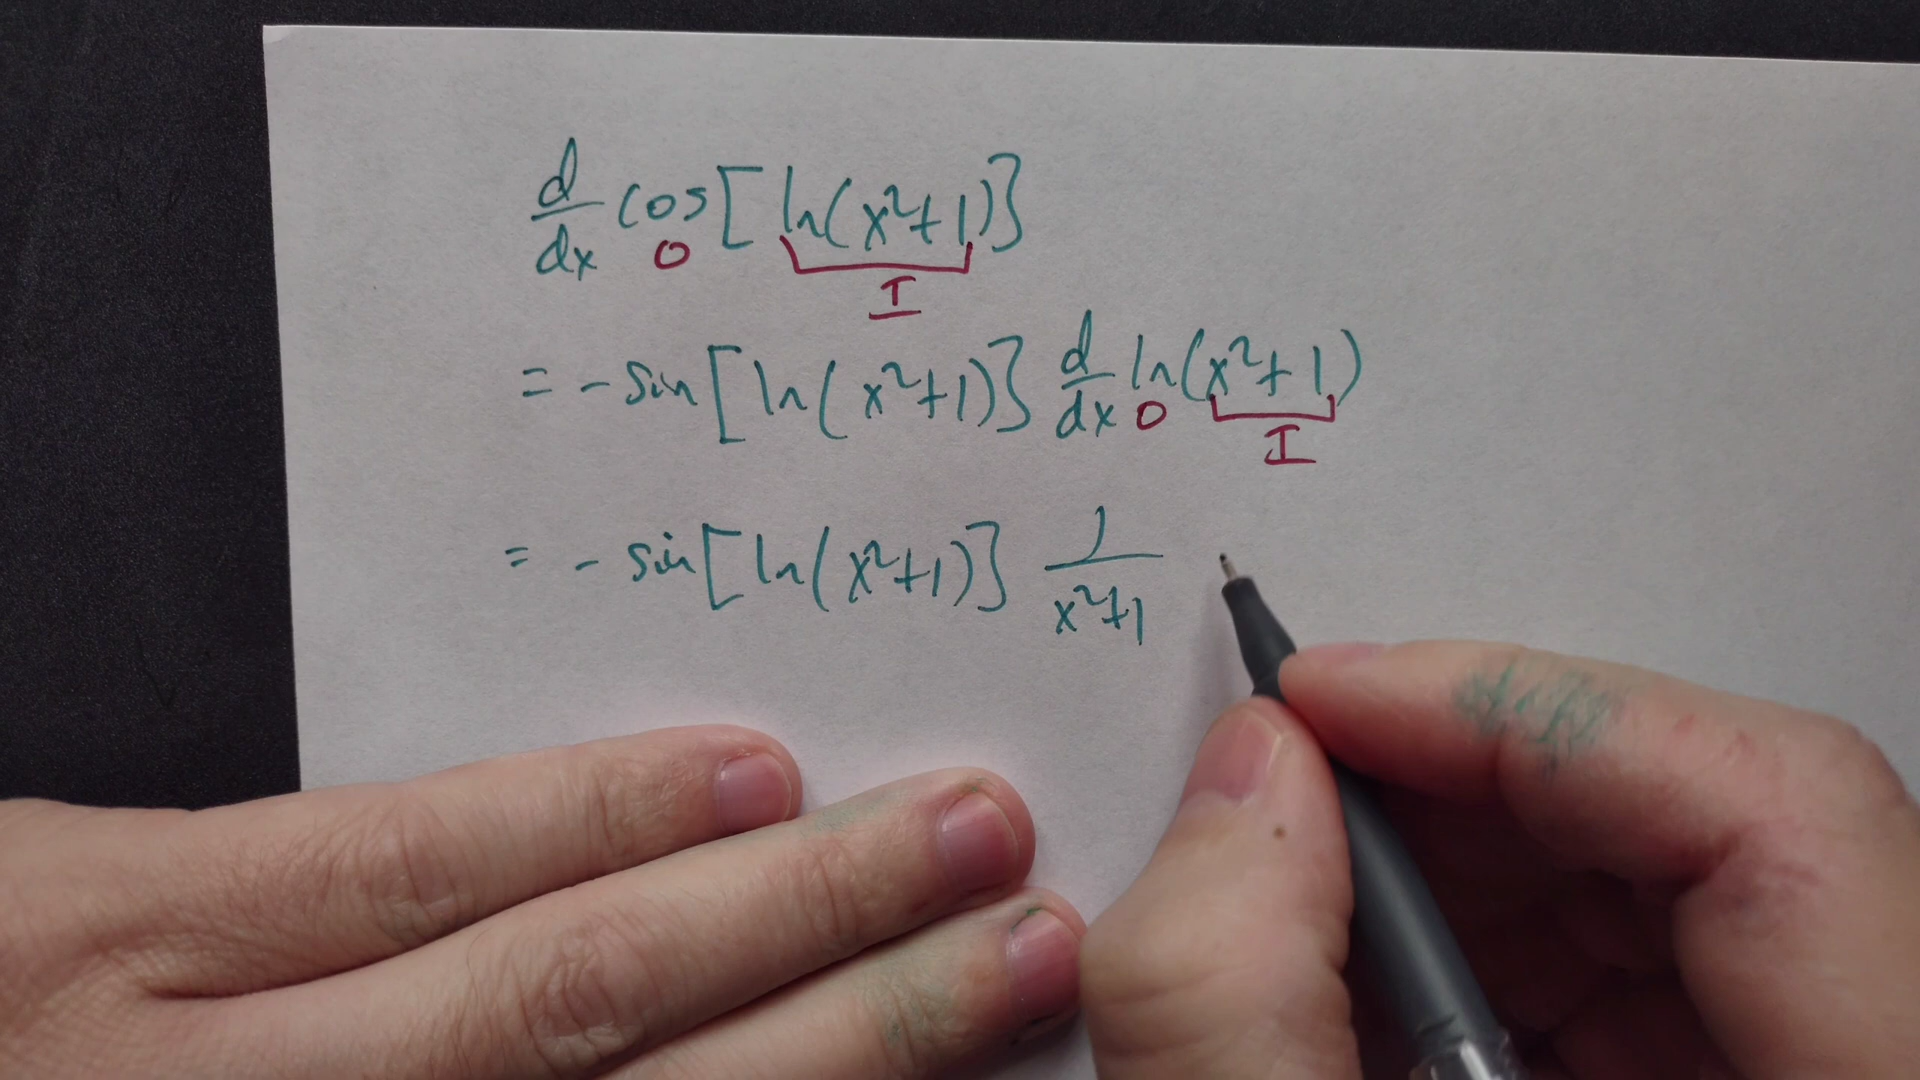 d/dx cos[ln(x²+1)]
O I
= -sin[ln(x²+1)] d/dx ln(x²+1)
O I
= -sin[ln(x²+1)] 1/x²+1